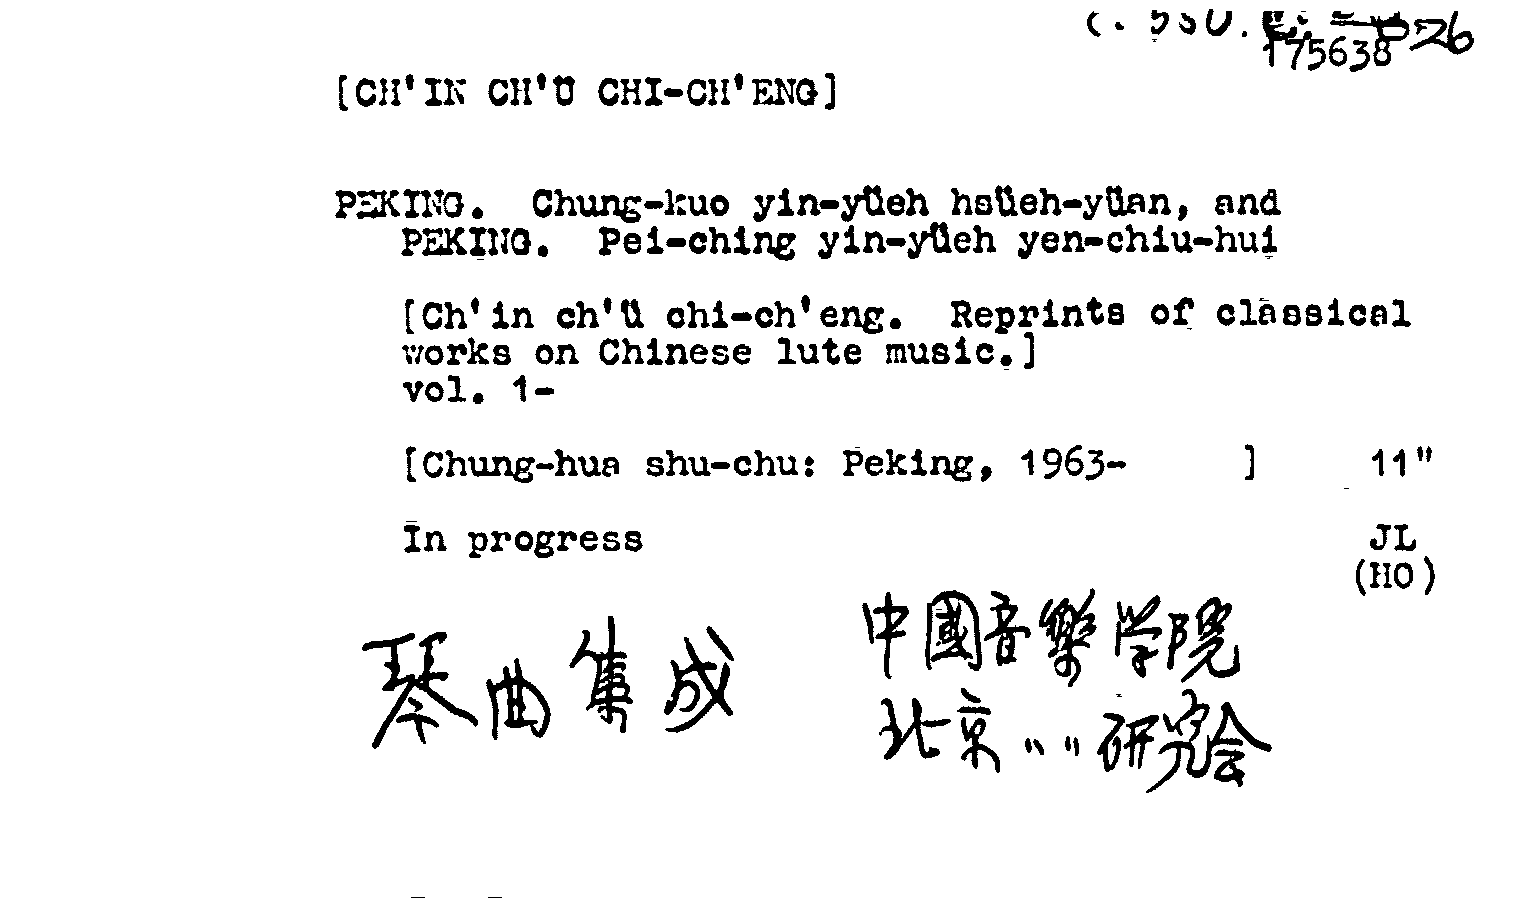 175638
[CH'IN CH'Ü CHI-CH'ENG]
PEKING. Chung-kuo yin-yüeh hsüeh-yüan, and
PEKING. Pei-ching yin-yüeh yen-chiu-hui
[Ch'in ch'ü chi-ch'eng. Reprints of classical
works on Chinese lute music.]
vol. 1-
[Chung-hua shu-chu: Peking, 1963- ] 11"
In progress JL
(HO)
琴曲集成
中國音樂学院
北京〃〃研究会